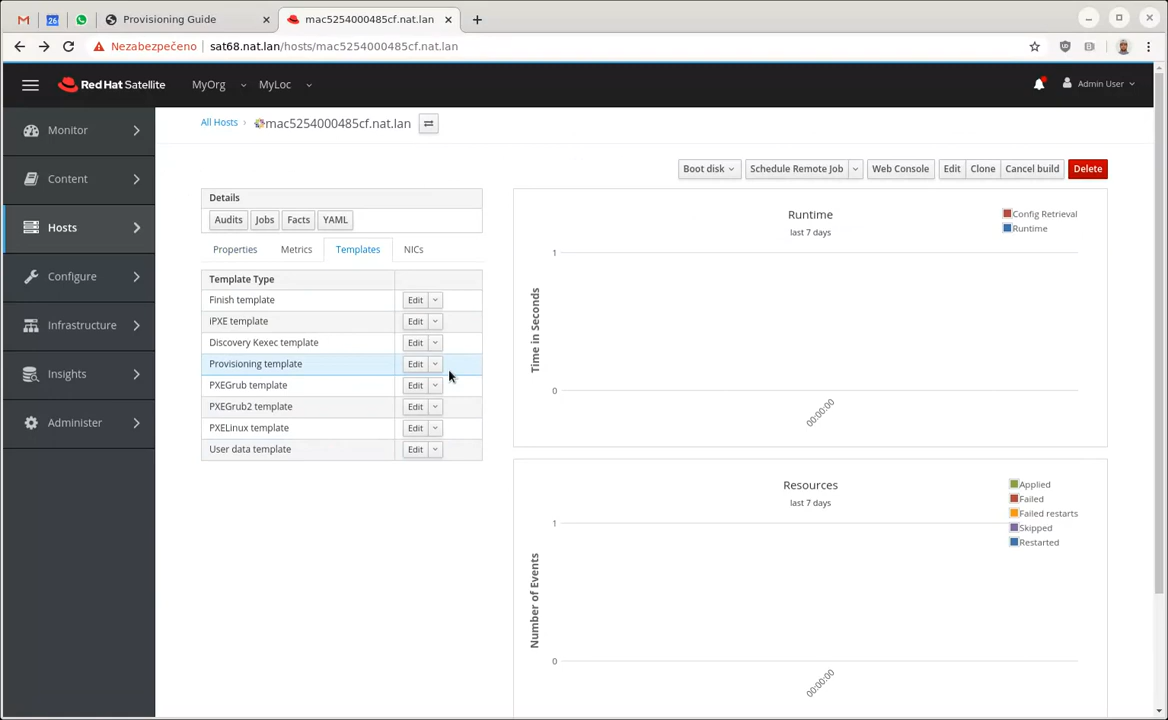 26
Provisioning Guide
mac5254000485cf.nat.lan
Nezabezpečeno
sat68.nat.lan/hosts/mac5254000485cf.nat.lan
Red Hat Satellite
MyOrg
MyLoc
Admin User
Monitor
Content
Hosts
Configure
Infrastructure
Insights
Administer
All Hosts
mac5254000485cf.nat.lan
Boot disk
Schedule Remote Job
Web Console
Edit
Clone
Cancel build
Delete
Details
Audits
Jobs
Facts
YAML
Properties
Metrics
Templates
NICs
Template Type
Finish template
Edit
iPXE template
Edit
Discovery Kexec template
Edit
Provisioning template
Edit
PXEGrub template
Edit
PXEGrub2 template
Edit
PXELinux template
Edit
User data template
Edit
Runtime
last 7 days
Config Retrieval
Runtime
Time in Seconds
1
0
00:00:00
Resources
last 7 days
Applied
Failed
Failed restarts
Skipped
Restarted
Number of Events
1
0
00:00:00